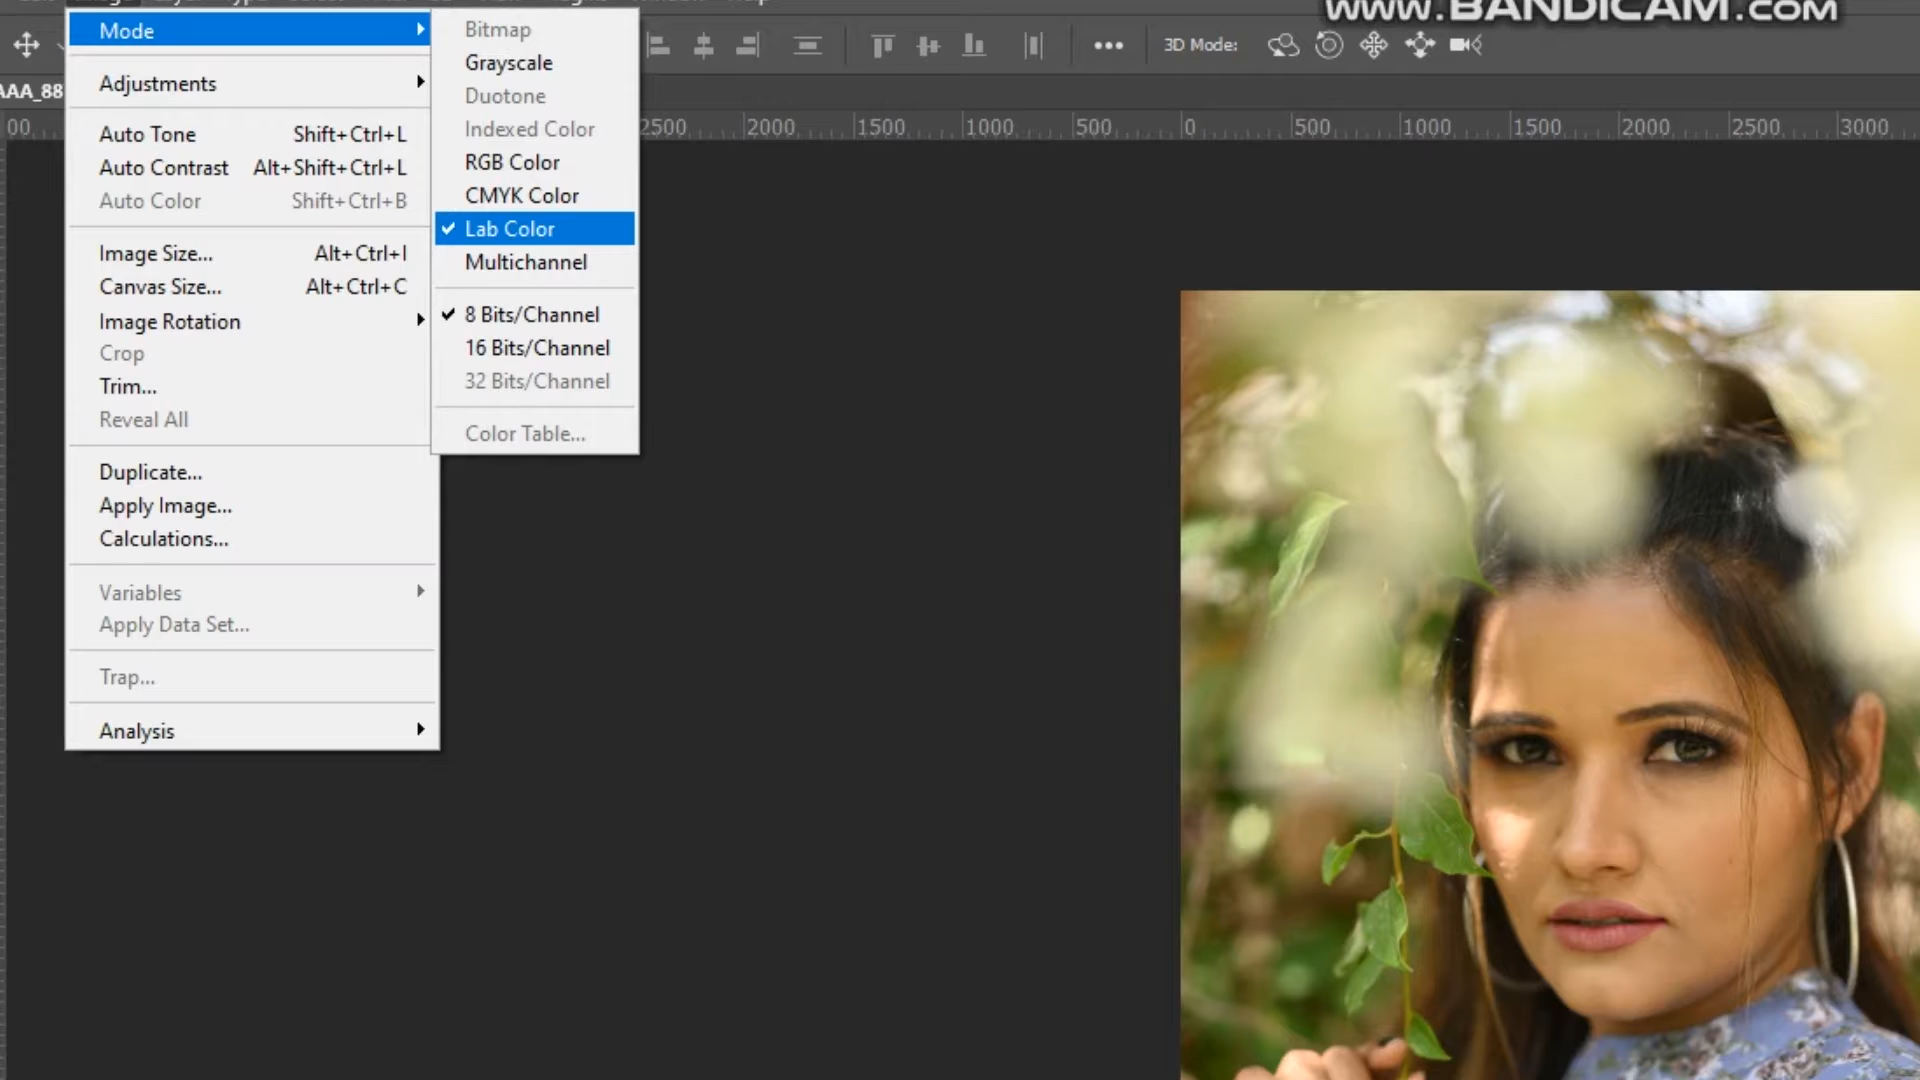 www.BANDICAM.com
Mode
Bitmap
Grayscale
Duotone
Indexed Color
RGB Color
CMYK Color
Lab Color
Multichannel
8 Bits/Channel
16 Bits/Channel
32 Bits/Channel
Color Table...
Adjustments
Auto Tone Shift+Ctrl+L
Auto Contrast Alt+Shift+Ctrl+L
Auto Color Shift+Ctrl+B
Image Size... Alt+Ctrl+I
Canvas Size... Alt+Ctrl+C
Image Rotation
Crop
Trim...
Reveal All
Duplicate...
Apply Image...
Calculations...
Variables
Apply Data Set...
Trap...
Analysis
3D Mode:
AAA_88
00 2500 2000 1500 1000 500 0 500 1000 1500 2000 2500 3000